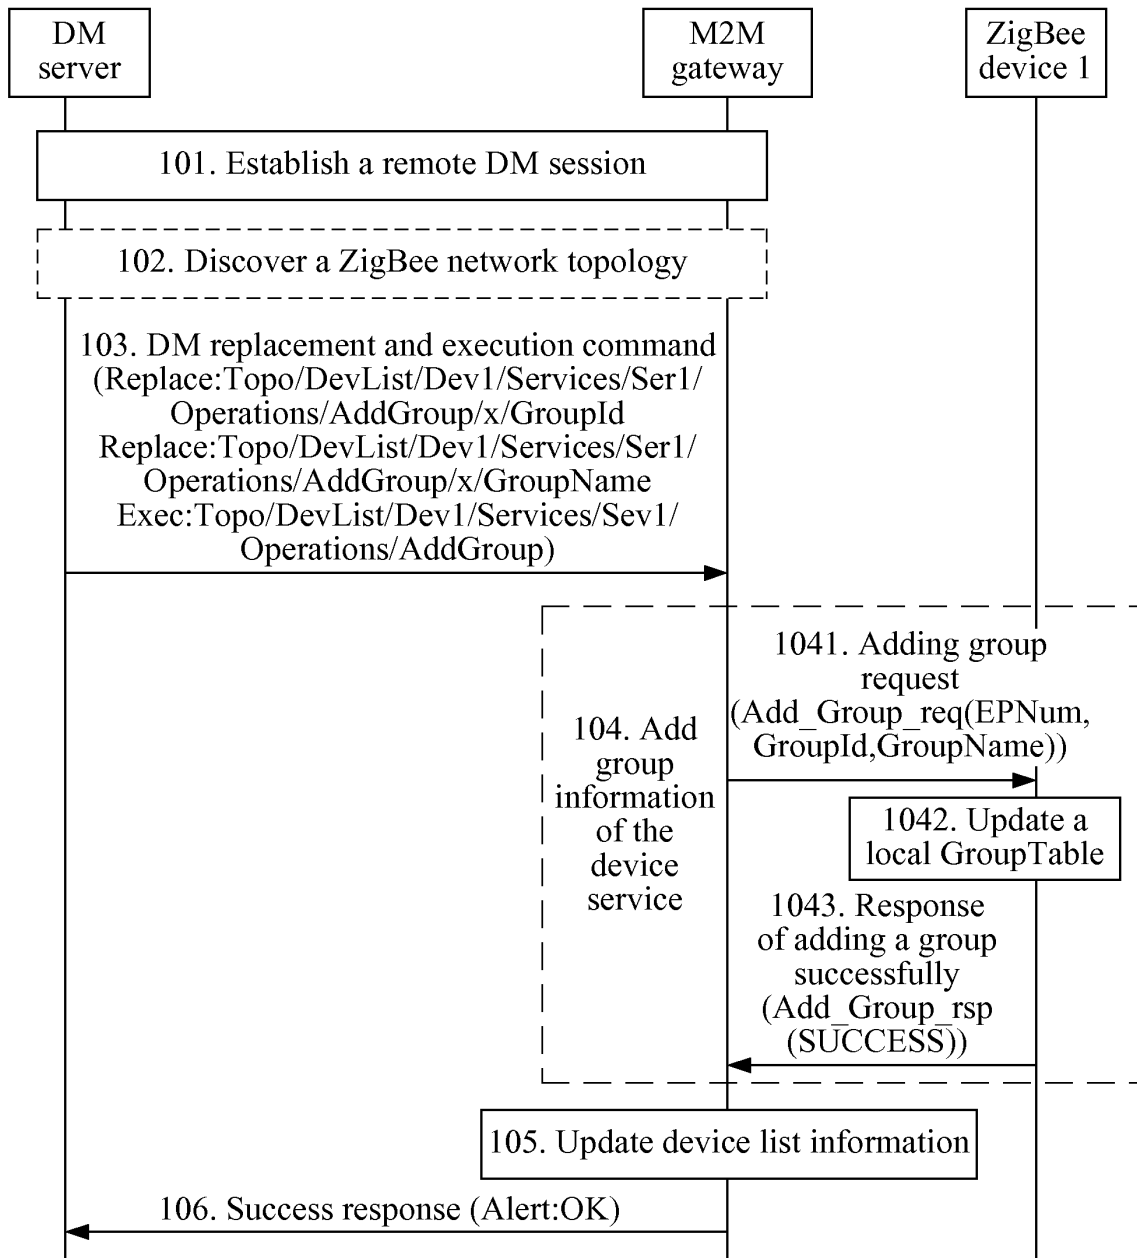 DM
server
M2M
gateway
ZigBee
device 1
101. Establish a remote DM session
102. Discover a ZigBee network topology
103. DM replacement and execution command
(Replace:Topo/DevList/Dev1/Services/Ser1/
Operations/AddGroup/x/GroupId
Replace:Topo/DevList/Dev1/Services/Ser1/
Operations/AddGroup/x/GroupName
Exec:Topo/DevList/Dev1/Services/Sev1/
Operations/AddGroup)
104. Add
group
information
of the
device
service
1041. Adding group
request
(Add_Group_req(EPNum,
GroupId,GroupName))
1042. Update a
local GroupTable
1043. Response
of adding a group
successfully
(Add_Group_rsp
(SUCCESS))
105. Update device list information
106. Success response (Alert:OK)